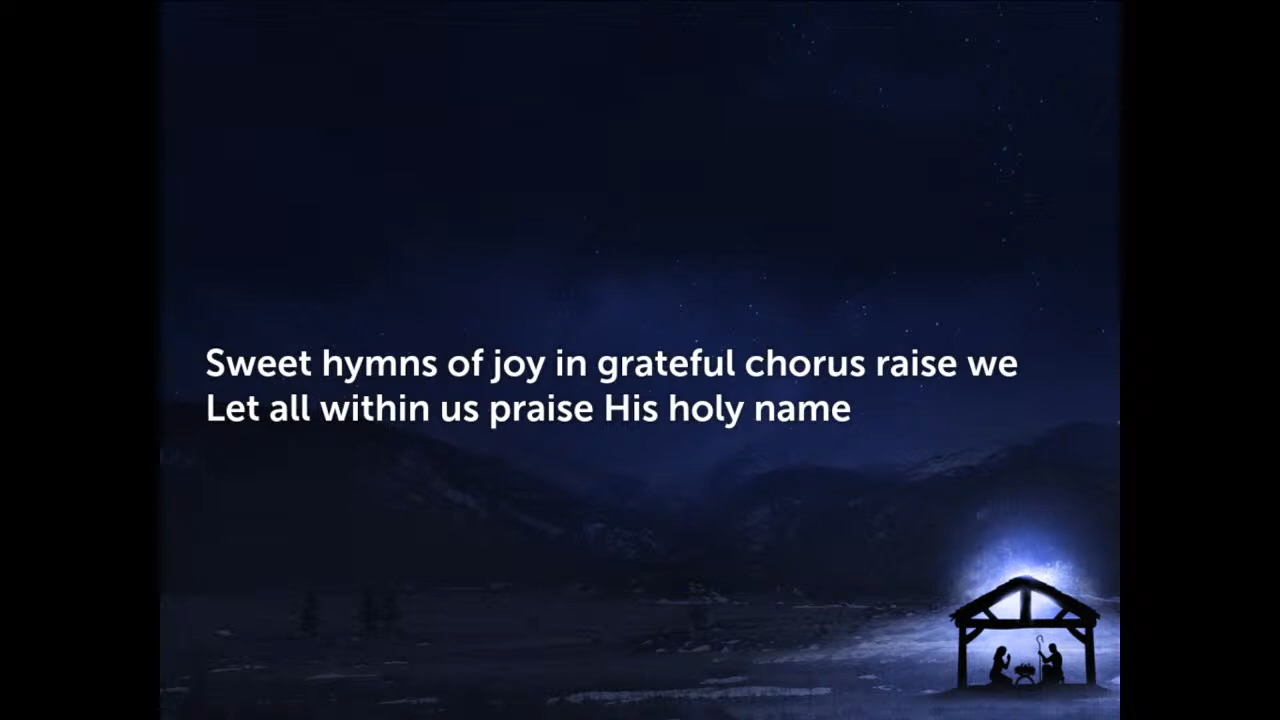 Sweet hymns of joy in grateful chorus raise we
Let all within us praise His holy name